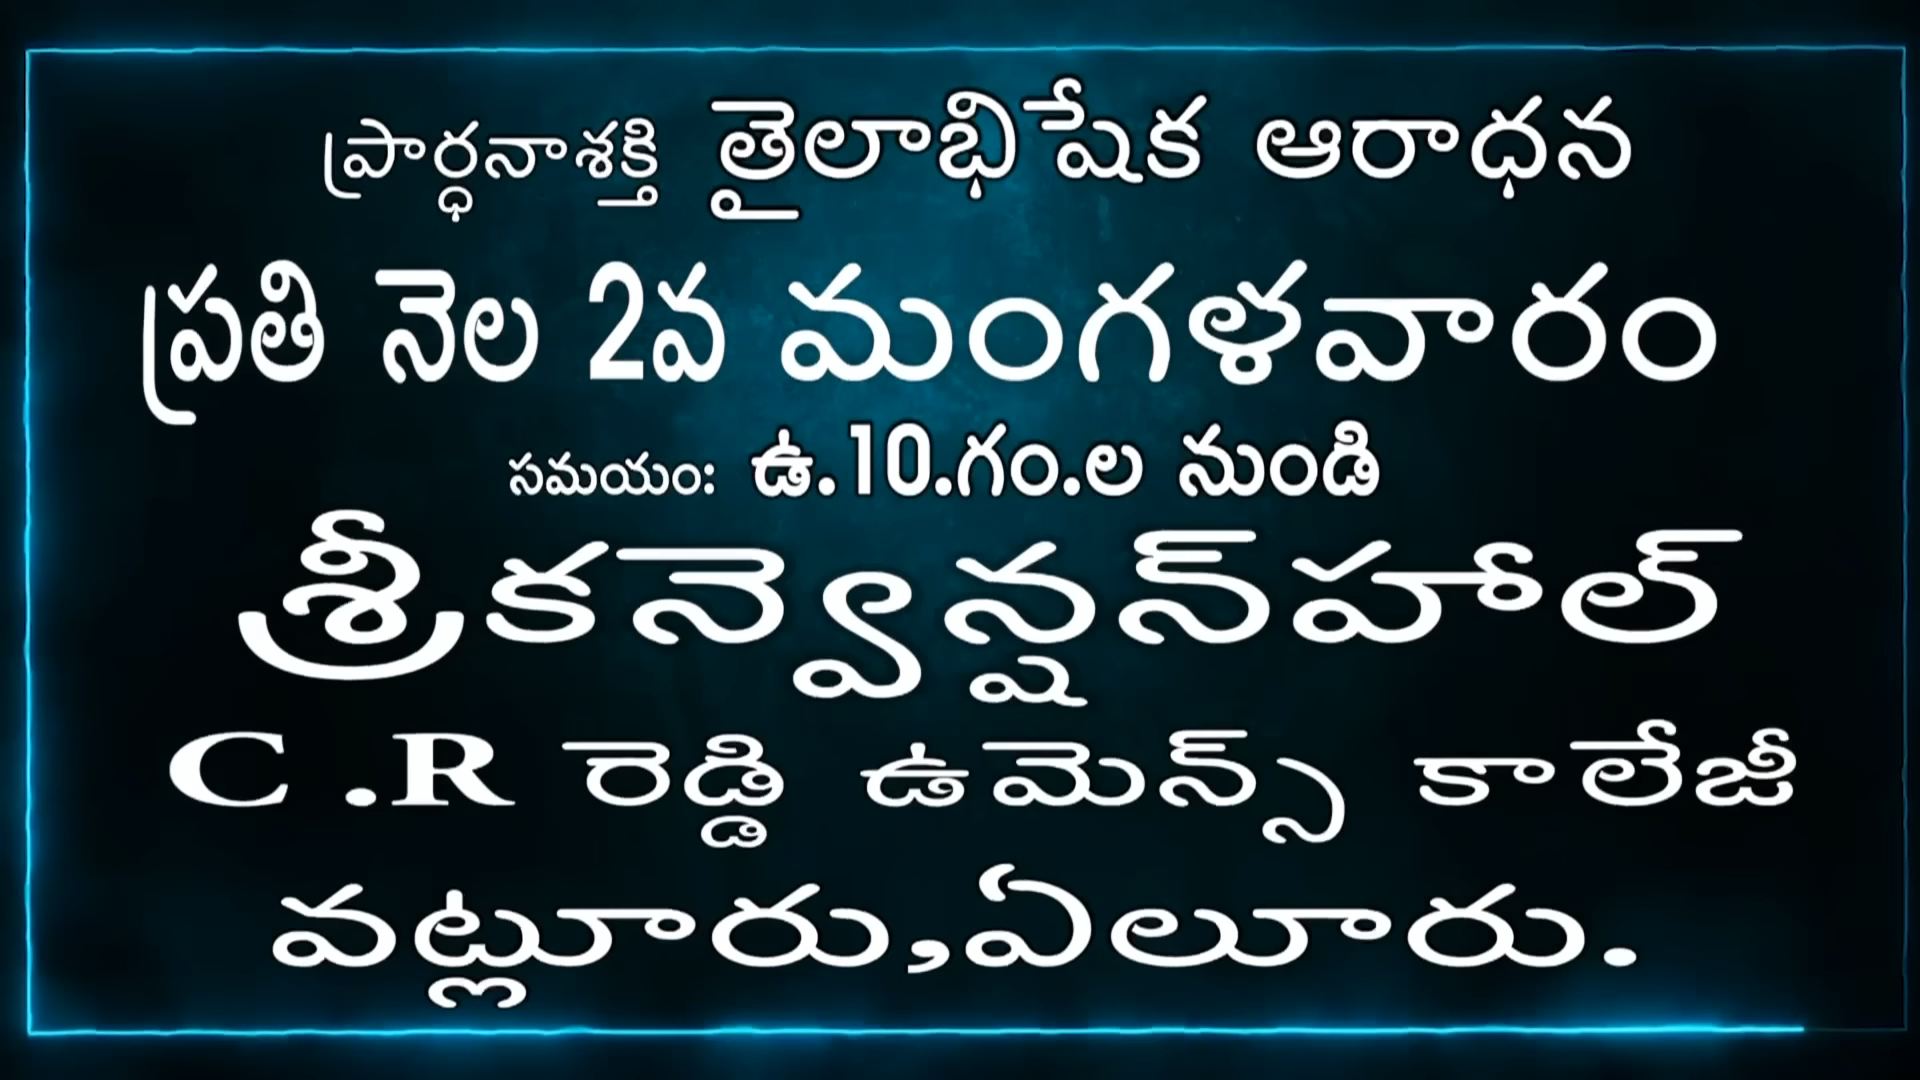 ప్రార్ధనాశక్తి తైలాభిషేక ఆరాధన
ప్రతి నెల 2వ మంగళవారం
సమయం: ఉ.10.గం.ల నుండి
శ్రీకన్వెన్షన్‌హాల్
C .R రెడ్డి ఉమెన్స్ కాలేజీ
వట్లూరు,ఏలూరు.